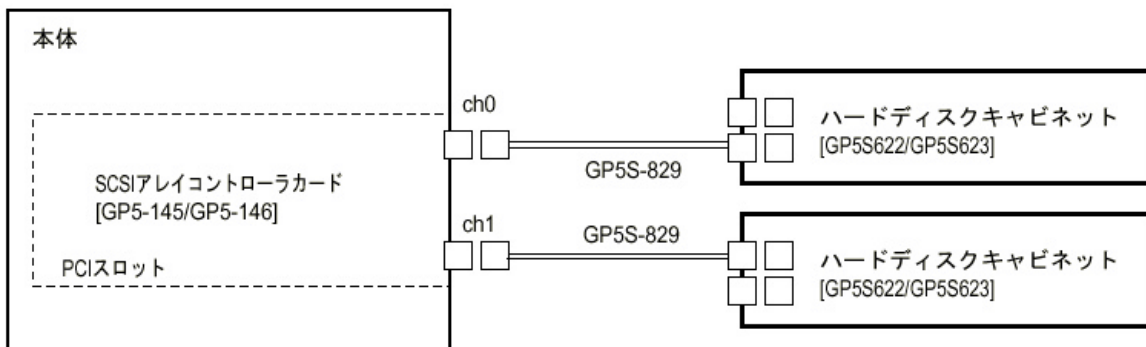 本体
SCSIアレイコントローラカード
[GP5-145/GP5-146]
PCIスロット
ch0
GP5S-829
ch1
GP5S-829
ハードディスクキャビネット
[GP5S622/GP5S623]
ハードディスクキャビネット
[GP5S622/GP5S623]